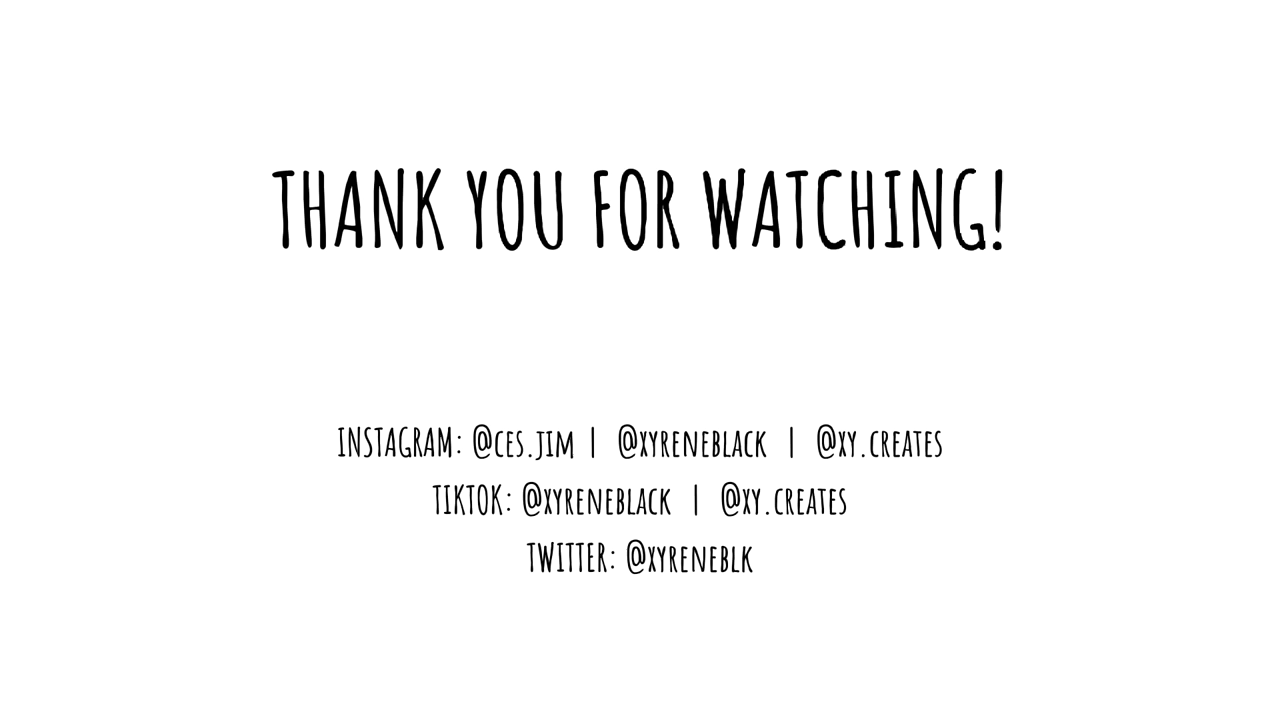 THANK YOU FOR WATCHING!
INSTAGRAM: @CES.JIM | @XYRENEBLACK | @XY.CREATES
TIKTOK: @XYRENEBLACK | @XY.CREATES
TWITTER: @XYRENEBLK